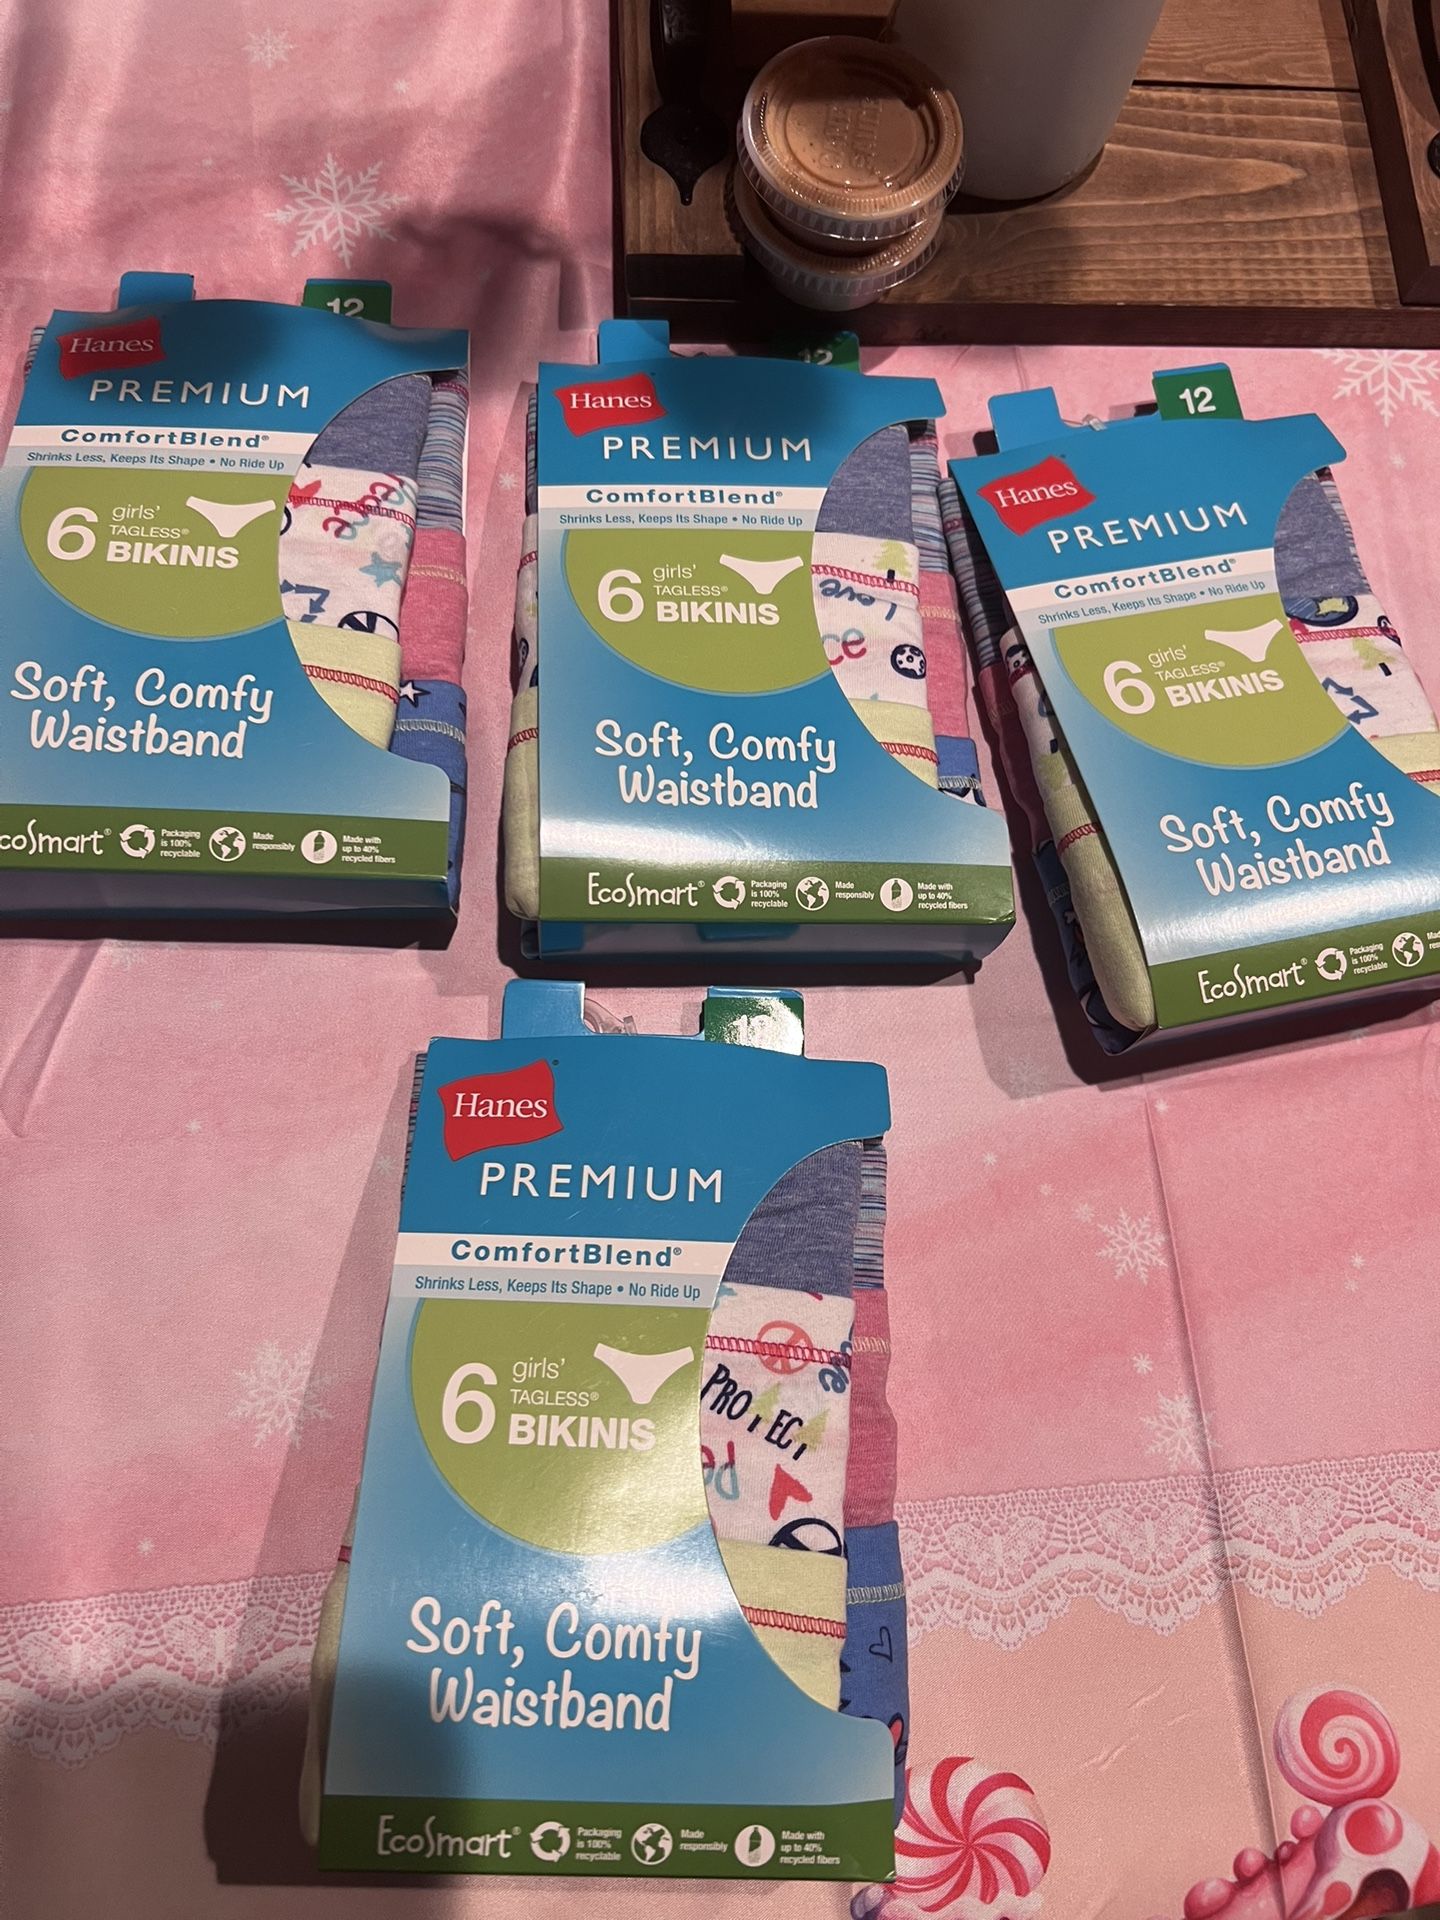 12
Hanes
PREMIUM
ComfortBlend®
Shrinks Less, Keeps Its Shape • No Ride Up
6 girls'
TAGLESS®
BIKINIS
Soft, Comfy
Waistband
coSmart®
Packaging
is 100%
recyclable
Made
responsibly
Made with
up to 40%
recycled fibers
12
Hanes
PREMIUM
ComfortBlend®
Shrinks Less, Keeps Its Shape • No Ride Up
6 girls'
TAGLESS®
BIKINIS
Love
ce
Soft, Comfy
Waistband
EcoSmart®
Packaging
is 100%
recyclable
Made
responsibly
Made with
up to 40%
recycled fibers
12
Hanes
PREMIUM
ComfortBlend®
Shrinks Less, Keeps Its Shape • No Ride Up
6 girls'
TAGLESS®
BIKINIS
Soft, Comfy
Waistband
EcoSmart®
Packaging
is 100%
recyclable
Hanes
PREMIUM
ComfortBlend®
Shrinks Less, Keeps Its Shape • No Ride Up
6 girls'
TAGLESS®
BIKINIS
PROTECT
Soft, Comfy
Waistband
EcoSmart®
Packaging
is 100%
recyclable
Made
responsibly
Made with
up to 40%
recycled fibers